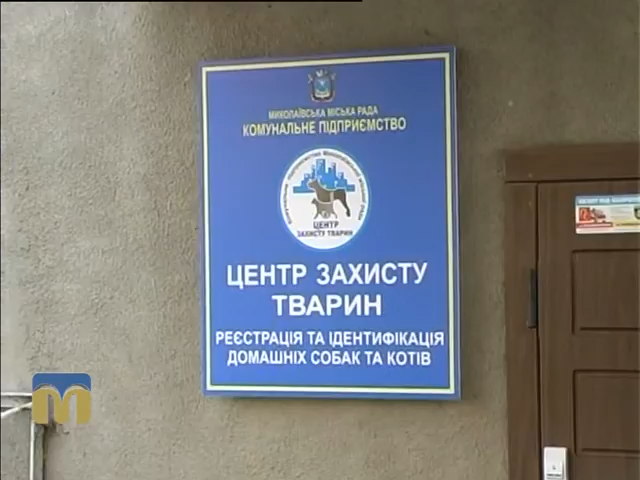 МИКОЛАЇВСЬКА МІСЬКА РАДА
КОМУНАЛЬНЕ ПІДПРИЄМСТВО
ЦЕНТР
ЗАХИСТУ ТВАРИН
ЦЕНТР ЗАХИСТУ
ТВАРИН
РЕЄСТРАЦІЯ ТА ІДЕНТИФІКАЦІЯ
ДОМАШНІХ СОБАК ТА КОТІВ
М